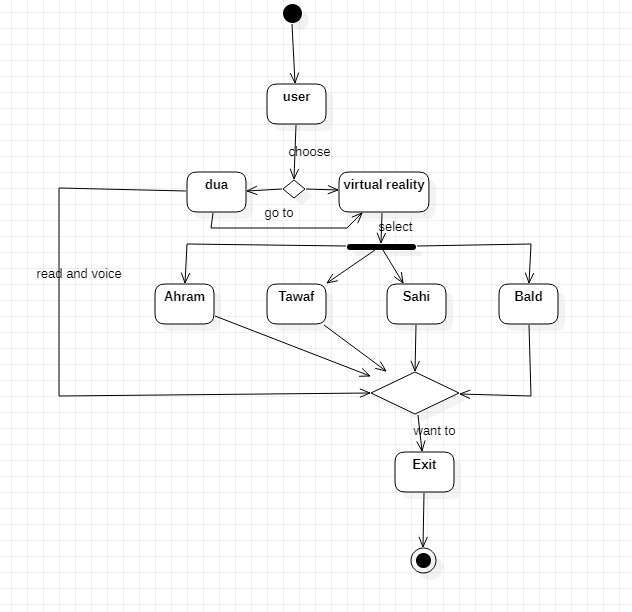 user
choose
dua
virtual reality
go to
select
read and voice
Ahram
Tawaf
Sahi
Bald
want to
Exit